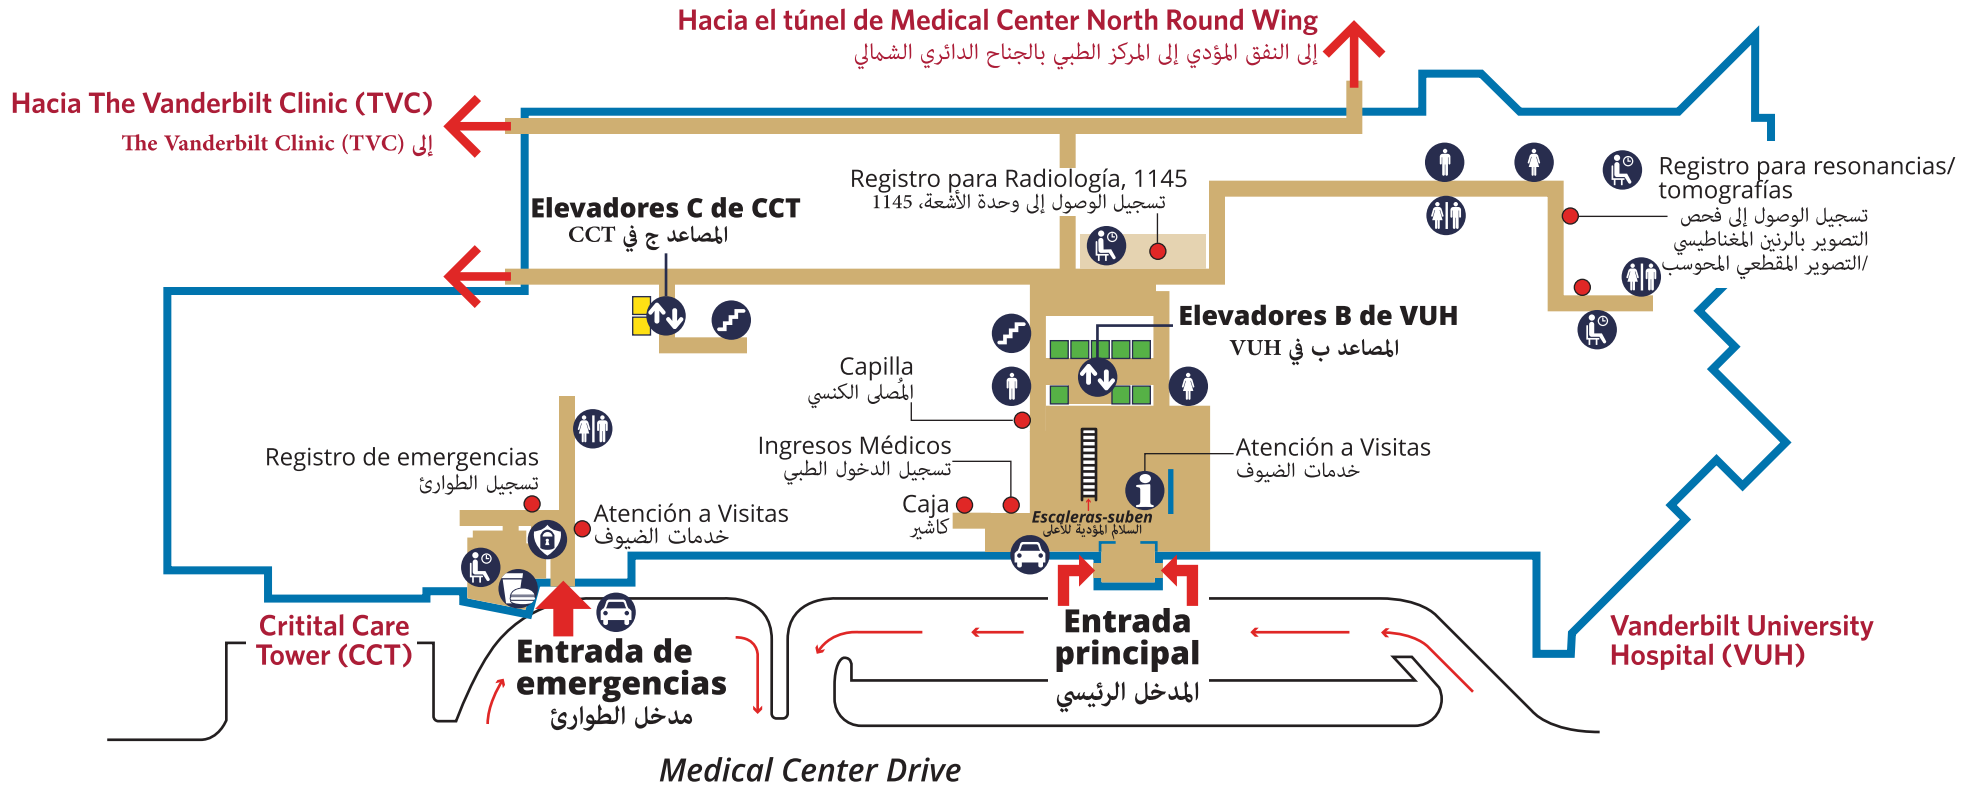 Hacia el túnel de Medical Center North Round Wing
إلى النفق المؤدي إلى المركز الطبي بالجناح الدائري الشمالي
Hacia The Vanderbilt Clinic (TVC)
إلى The Vanderbilt Clinic (TVC)
Registro para Radiología, 1145
تسجيل الوصول إلى وحدة الأشعة، 1145
Registro para resonancias/
tomografías
تسجيل الوصول إلى فحص
التصوير بالرنين المغناطيسي
/التصوير المقطعي المحوسب
Elevadores C de CCT
المصاعد ج في CCT
Elevadores B de VUH
المصاعد ب في VUH
Capilla
المُصلى الكنسي
Ingresos Médicos
تسجيل الدخول الطبي
Caja
كاشير
Atención a Visitas
خدمات الضيوف
Escaleras-suben
السلالم المؤدية للأعلى
Registro de emergencias
تسجيل الطوارئ
Atención a Visitas
خدمات الضيوف
Critital Care
Tower (CCT)
Entrada de
emergencias
مدخل الطوارئ
Entrada
principal
المدخل الرئيسي
Vanderbilt University
Hospital (VUH)
Medical Center Drive